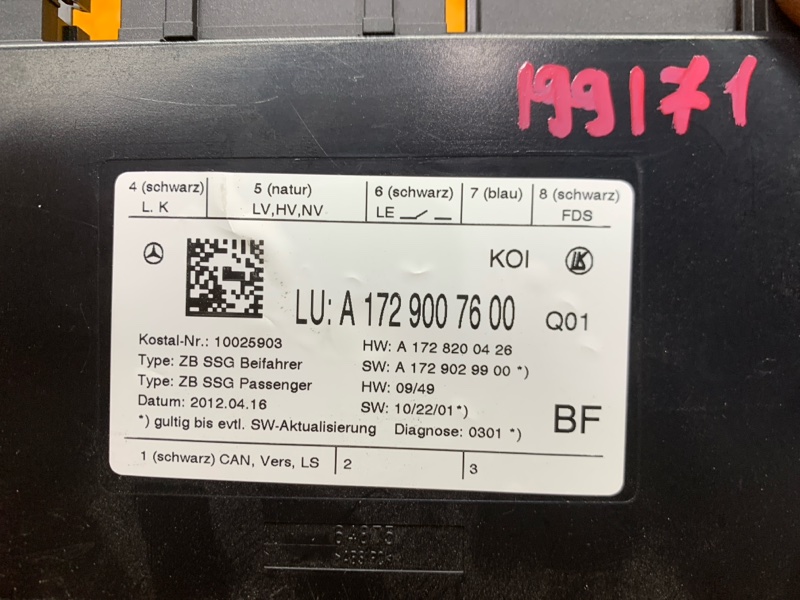 199171
4 (schwarz) 5 (natur) 6 (schwarz) 7 (blau) 8 (schwarz)
L. K LV,HV,NV LE FDS
KOI
LU: A 172 900 76 00 Q01
Kostal-Nr.: 10025903 HW: A 172 820 04 26
Type: ZB SSG Beifahrer SW: A 172 902 99 00 *)
Type: ZB SSG Passenger HW: 09/49
Datum: 2012.04.16 SW: 10/22/01*)
*) gultig bis evtl. SW-Aktualisierung Diagnose: 0301 *)
BF
1 (schwarz) CAN, Vers, LS 2 3